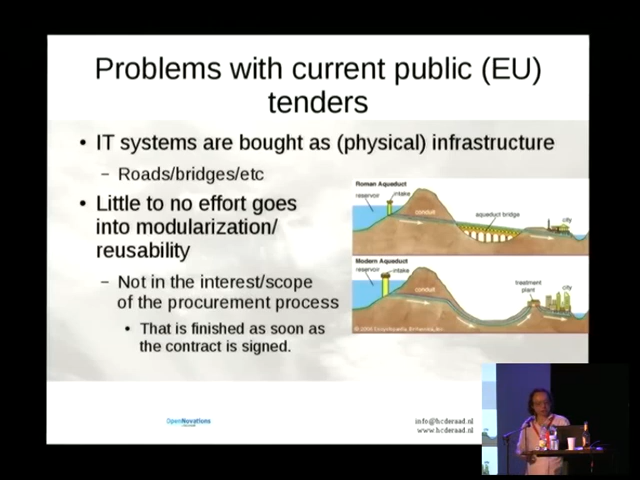 Problems with current public (EU)
tenders
• IT systems are bought as (physical) infrastructure
– Roads/bridges/etc
• Little to no effort goes
into modularization/
reusability
– Not in the interest/scope
of the procurement process
• That is finished as soon as
the contract is signed.
Roman Aqueduct
reservoir
intake
conduit
aqueduct bridge
city
Modern Aqueduct
reservoir
intake
conduit
treatment
plant
city
OpenNovations
info@hcderaad.nl
www.hcderaad.nl